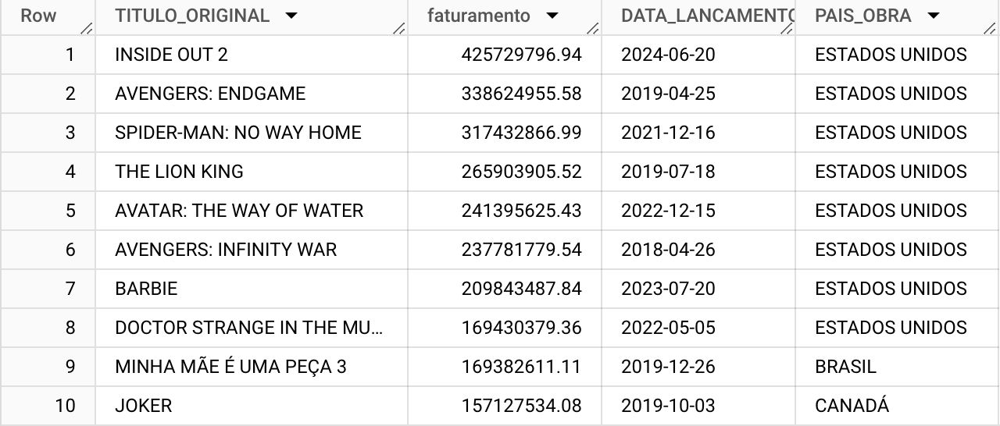 Row TITULO_ORIGINAL faturamento DATA_LANCAMENTO PAIS_OBRA
1 INSIDE OUT 2 425729796.94 2024-06-20 ESTADOS UNIDOS
2 AVENGERS: ENDGAME 338624955.58 2019-04-25 ESTADOS UNIDOS
3 SPIDER-MAN: NO WAY HOME 317432866.99 2021-12-16 ESTADOS UNIDOS
4 THE LION KING 265903905.52 2019-07-18 ESTADOS UNIDOS
5 AVATAR: THE WAY OF WATER 241395625.43 2022-12-15 ESTADOS UNIDOS
6 AVENGERS: INFINITY WAR 237781779.54 2018-04-26 ESTADOS UNIDOS
7 BARBIE 209843487.84 2023-07-20 ESTADOS UNIDOS
8 DOCTOR STRANGE IN THE MU... 169430379.36 2022-05-05 ESTADOS UNIDOS
9 MINHA MÃE É UMA PEÇA 3 169382611.11 2019-12-26 BRASIL
10 JOKER 157127534.08 2019-10-03 CANADÁ